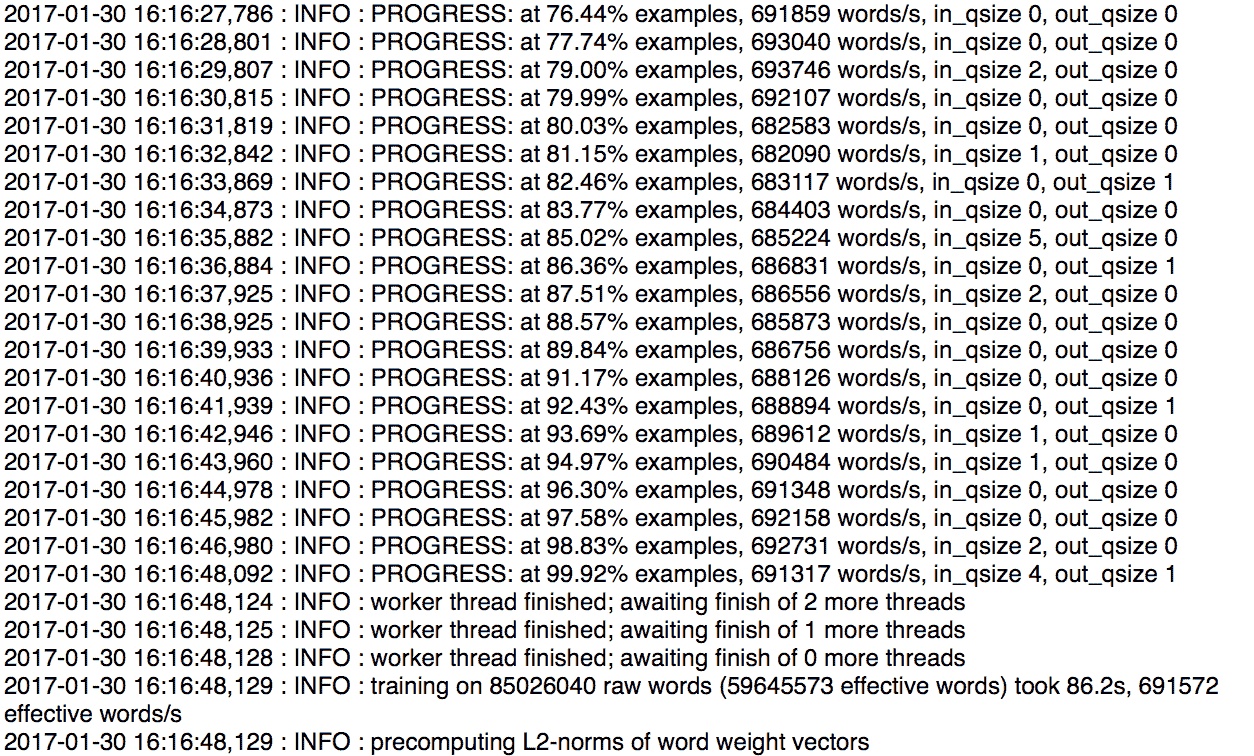 2017-01-30 16:16:27,786 : INFO : PROGRESS: at 76.44% examples, 691859 words/s, in_qsize 0, out_qsize 0
2017-01-30 16:16:28,801 : INFO : PROGRESS: at 77.74% examples, 693040 words/s, in_qsize 0, out_qsize 0
2017-01-30 16:16:29,807 : INFO : PROGRESS: at 79.00% examples, 693746 words/s, in_qsize 2, out_qsize 0
2017-01-30 16:16:30,815 : INFO : PROGRESS: at 79.99% examples, 692107 words/s, in_qsize 0, out_qsize 0
2017-01-30 16:16:31,819 : INFO : PROGRESS: at 80.03% examples, 682583 words/s, in_qsize 0, out_qsize 0
2017-01-30 16:16:32,842 : INFO : PROGRESS: at 81.15% examples, 682090 words/s, in_qsize 1, out_qsize 0
2017-01-30 16:16:33,869 : INFO : PROGRESS: at 82.46% examples, 683117 words/s, in_qsize 0, out_qsize 1
2017-01-30 16:16:34,873 : INFO : PROGRESS: at 83.77% examples, 684403 words/s, in_qsize 0, out_qsize 0
2017-01-30 16:16:35,882 : INFO : PROGRESS: at 85.02% examples, 685224 words/s, in_qsize 5, out_qsize 0
2017-01-30 16:16:36,884 : INFO : PROGRESS: at 86.36% examples, 686831 words/s, in_qsize 0, out_qsize 1
2017-01-30 16:16:37,925 : INFO : PROGRESS: at 87.51% examples, 686556 words/s, in_qsize 2, out_qsize 0
2017-01-30 16:16:38,925 : INFO : PROGRESS: at 88.57% examples, 685873 words/s, in_qsize 0, out_qsize 0
2017-01-30 16:16:39,933 : INFO : PROGRESS: at 89.84% examples, 686756 words/s, in_qsize 0, out_qsize 0
2017-01-30 16:16:40,936 : INFO : PROGRESS: at 91.17% examples, 688126 words/s, in_qsize 0, out_qsize 0
2017-01-30 16:16:41,939 : INFO : PROGRESS: at 92.43% examples, 688894 words/s, in_qsize 0, out_qsize 1
2017-01-30 16:16:42,946 : INFO : PROGRESS: at 93.69% examples, 689612 words/s, in_qsize 1, out_qsize 0
2017-01-30 16:16:43,960 : INFO : PROGRESS: at 94.97% examples, 690484 words/s, in_qsize 1, out_qsize 0
2017-01-30 16:16:44,978 : INFO : PROGRESS: at 96.30% examples, 691348 words/s, in_qsize 0, out_qsize 0
2017-01-30 16:16:45,982 : INFO : PROGRESS: at 97.58% examples, 692158 words/s, in_qsize 0, out_qsize 0
2017-01-30 16:16:46,980 : INFO : PROGRESS: at 98.83% examples, 692731 words/s, in_qsize 2, out_qsize 0
2017-01-30 16:16:48,092 : INFO : PROGRESS: at 99.92% examples, 691317 words/s, in_qsize 4, out_qsize 1
2017-01-30 16:16:48,124 : INFO : worker thread finished; awaiting finish of 2 more threads
2017-01-30 16:16:48,125 : INFO : worker thread finished; awaiting finish of 1 more threads
2017-01-30 16:16:48,128 : INFO : worker thread finished; awaiting finish of 0 more threads
2017-01-30 16:16:48,129 : INFO : training on 85026040 raw words (59645573 effective words) took 86.2s, 691572
effective words/s
2017-01-30 16:16:48,129 : INFO : precomputing L2-norms of word weight vectors